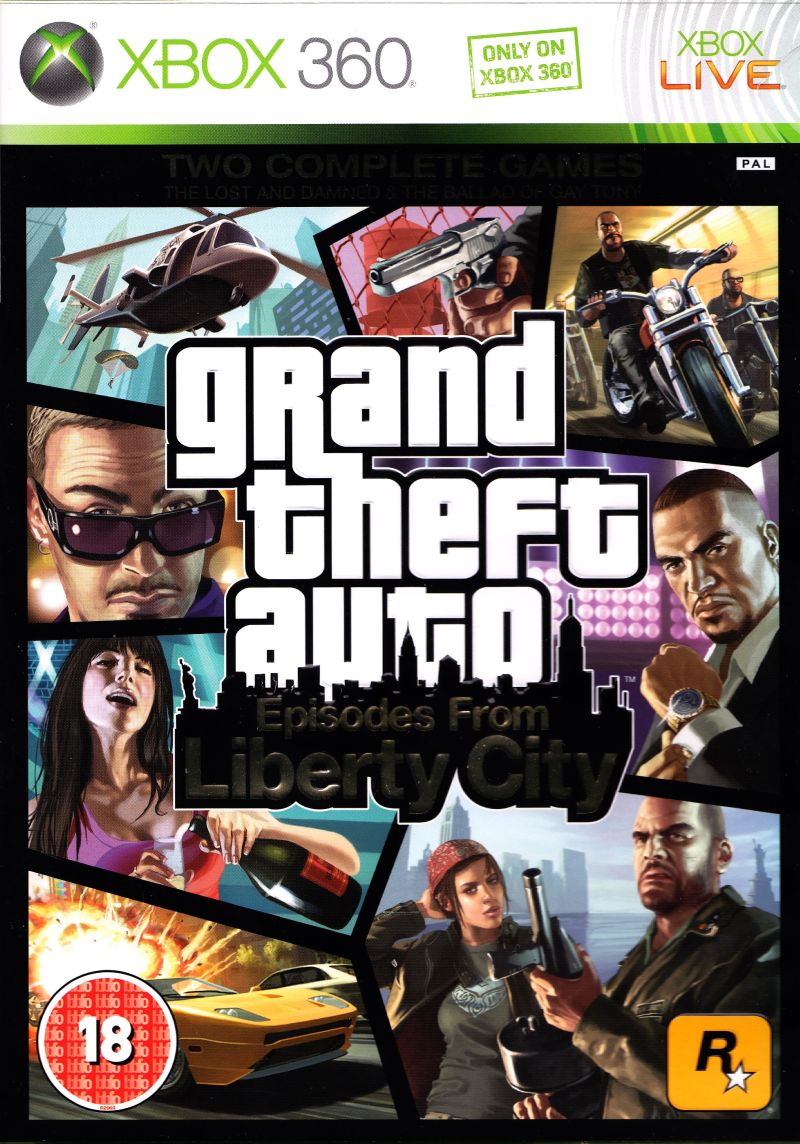 XBOX 360
ONLY ON
XBOX 360
XBOX
LIVE
TWO COMPLETE GAMES
THE LOST AND DAMNED & THE BALLAD OF GAY TONY
PAL
grand
theft
auto
TM
Episodes From
Liberty City
18
R